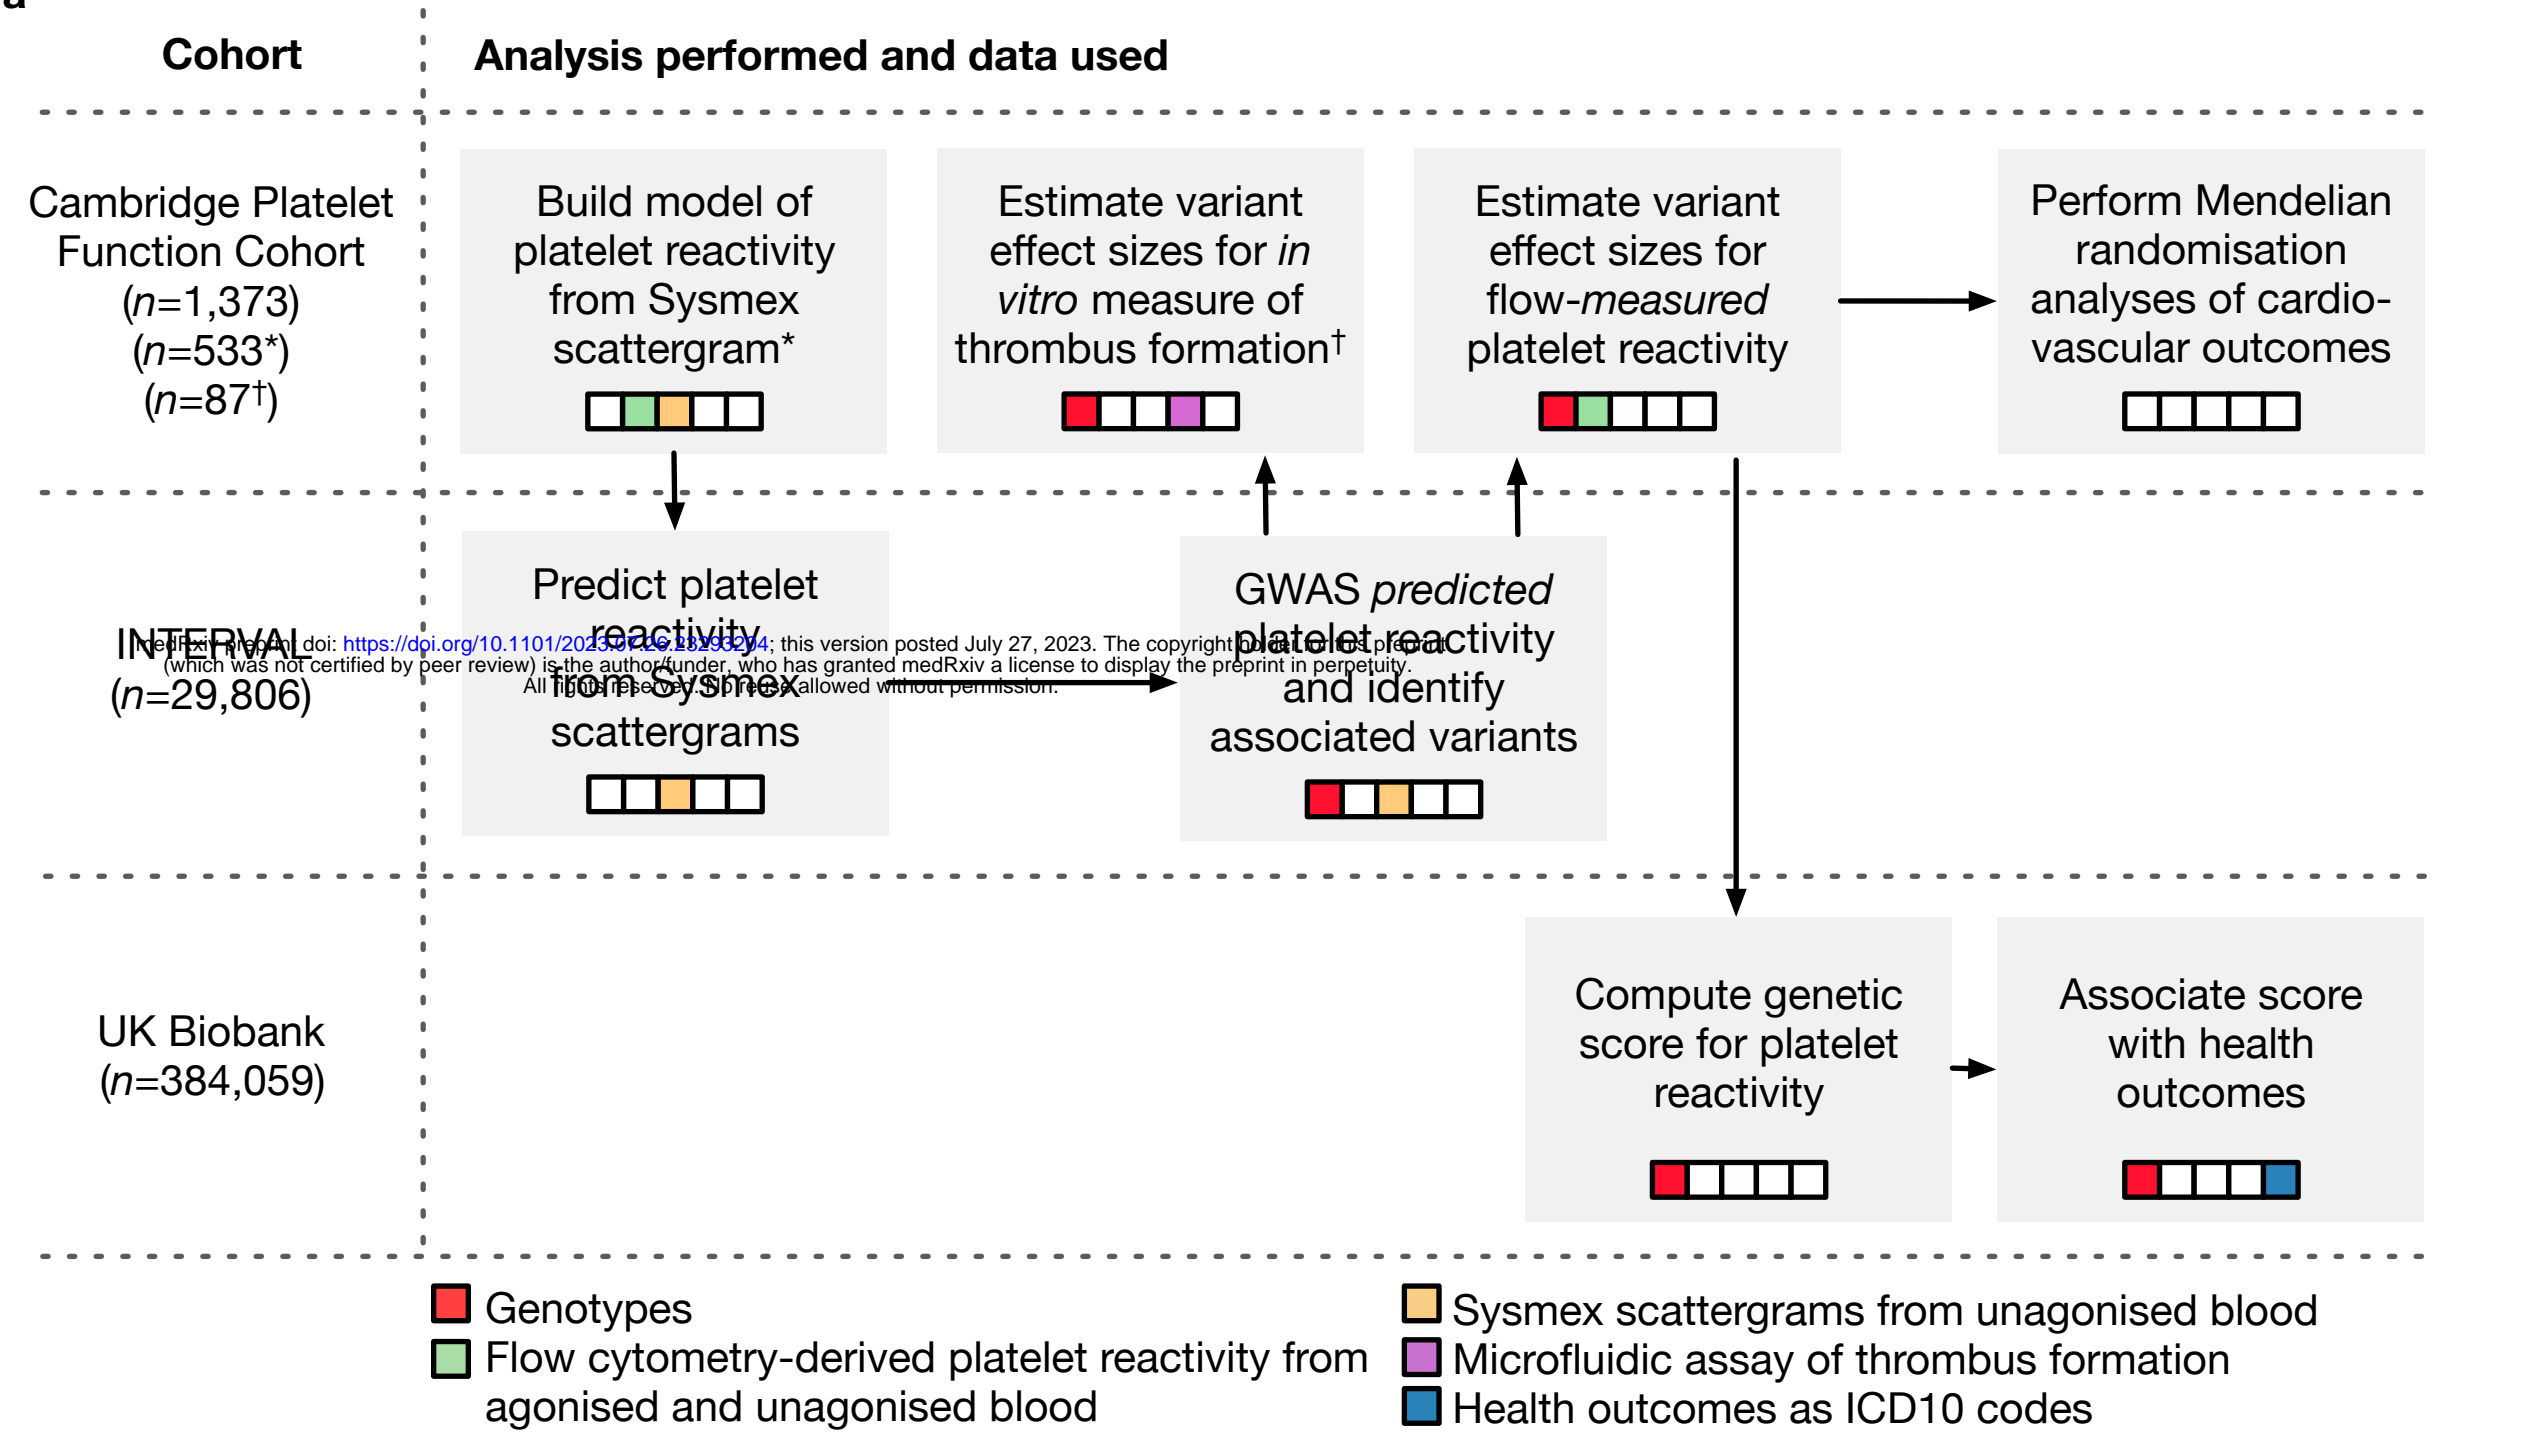 a
Cohort
Analysis performed and data used
Cambridge Platelet
Function Cohort
(n=1,373)
(n=533*)
(n=87†)
Build model of
platelet reactivity
from Sysmex
scattergram*
Estimate variant
effect sizes for in
vitro measure of
thrombus formation†
Estimate variant
effect sizes for
flow-measured
platelet reactivity
Perform Mendelian
randomisation
analyses of cardio-
vascular outcomes
INTERVAL
(n=29,806)
Predict platelet
reactivity
from Sysmex
scattergrams
GWAS predicted
platelet reactivity
and identify
associated variants
medRxiv preprint doi: https://doi.org/10.1101/2023.07.26.23293204; this version posted July 27, 2023. The copyright holder for this preprint
(which was not certified by peer review) is the author/funder, who has granted medRxiv a license to display the preprint in perpetuity.
All rights reserved. No reuse allowed without permission.
UK Biobank
(n=384,059)
Compute genetic
score for platelet
reactivity
Associate score
with health
outcomes
Genotypes
Flow cytometry-derived platelet reactivity from
agonised and unagonised blood
Sysmex scattergrams from unagonised blood
Microfluidic assay of thrombus formation
Health outcomes as ICD10 codes